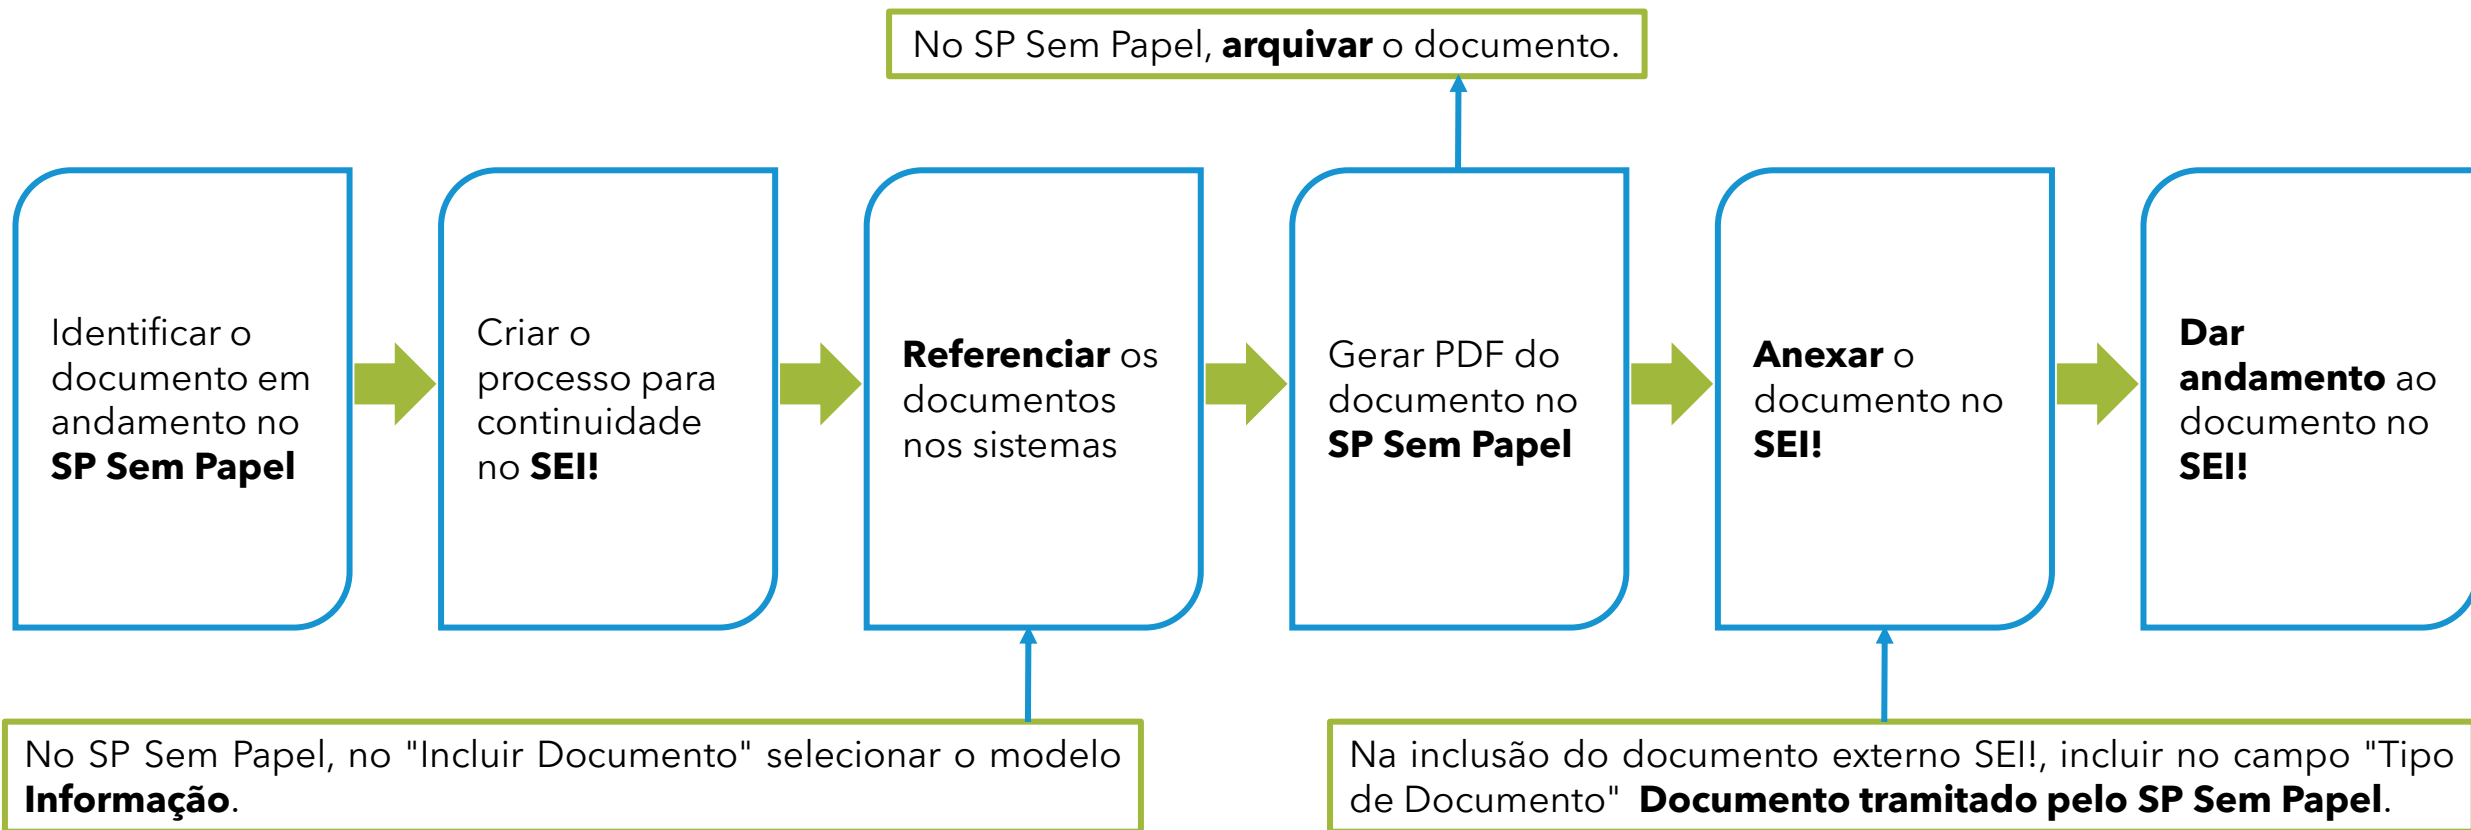 No SP Sem Papel, arquivar o documento.
Identificar o
documento em
andamento no
SP Sem Papel
Criar o
processo para
continuidade
no SEI!
Referenciar os
documentos
nos sistemas
Gerar PDF do
documento no
SP Sem Papel
Anexar o
documento no
SEI!
Dar
andamento ao
documento no
SEI!
No SP Sem Papel, no "Incluir Documento" selecionar o modelo
Informação.
Na inclusão do documento externo SEI!, incluir no campo "Tipo
de Documento" Documento tramitado pelo SP Sem Papel.